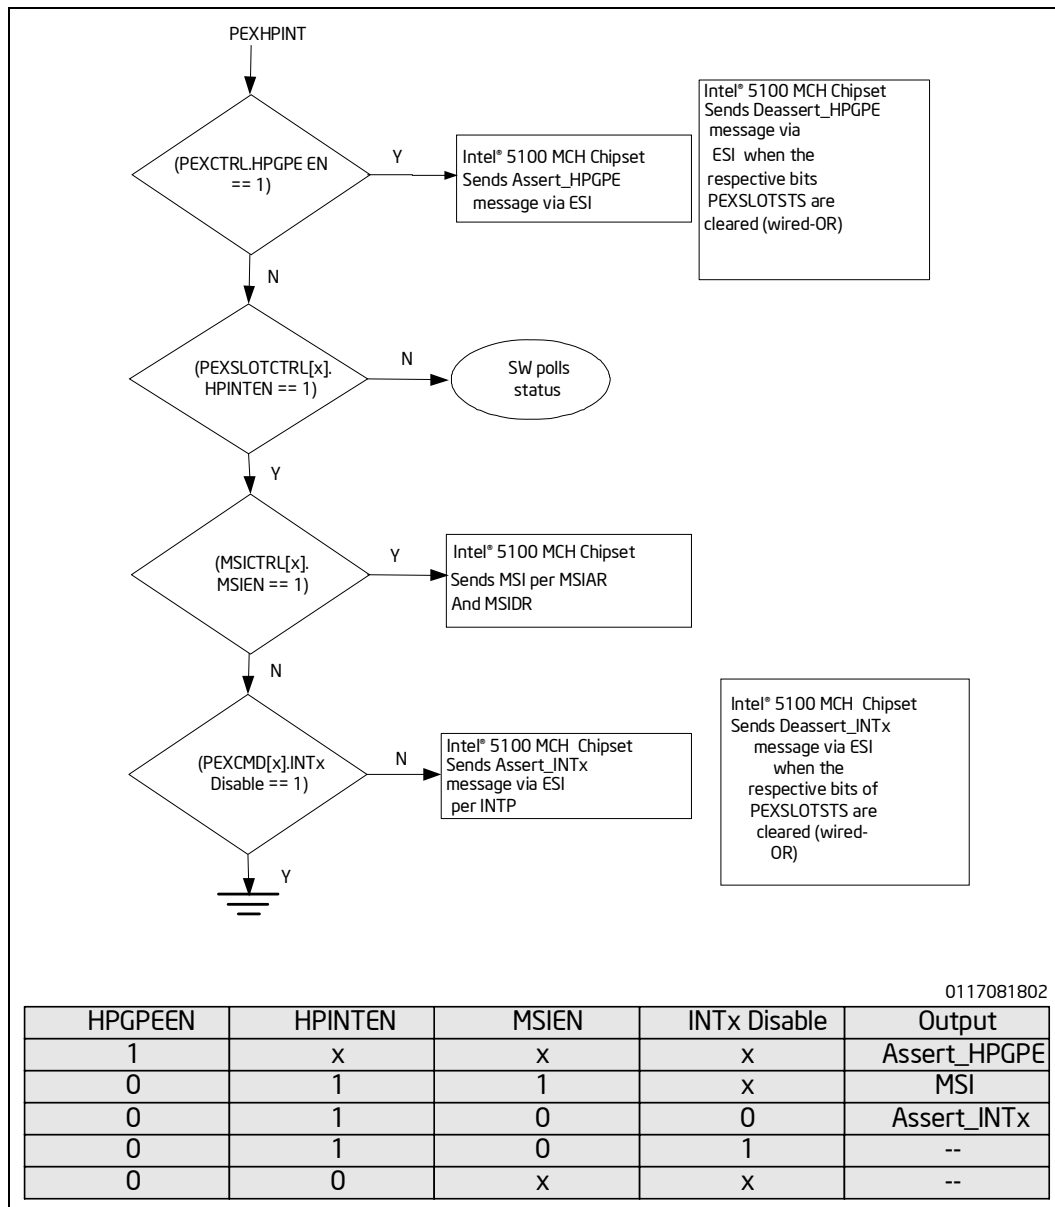 PEXHPINT
(PEXCTRL.HPGPE EN
== 1)
Y
Intel® 5100 MCH Chipset
Sends Assert_HPGPE
message via ESI
Intel® 5100 MCH Chipset
Sends Deassert_HPGPE
message via
ESI when the
respective bits
PEXSLOTSTS are
cleared (wired-OR)
N
(PEXSLOTCTRL[x].
HPINTEN == 1)
N
SW polls
status
Y
(MSICTRL[x].
MSIEN == 1)
Y
Intel® 5100 MCH Chipset
Sends MSI per MSIAR
And MSIDR
N
(PEXCMD[x].INTx
Disable == 1)
N
Intel® 5100 MCH Chipset
Sends Assert_INTx
message via ESI
per INTP
Intel® 5100 MCH Chipset
Sends Deassert_INTx
message via ESI
when the
respective bits of
PEXSLOTSTS are
cleared (wired-
OR)
Y
0117081802
HPGPEEN HPINTEN MSIEN INTx Disable Output
1 x x x Assert_HPGPE
0 1 1 x MSI
0 1 0 0 Assert_INTx
0 1 0 1 --
0 0 x x --